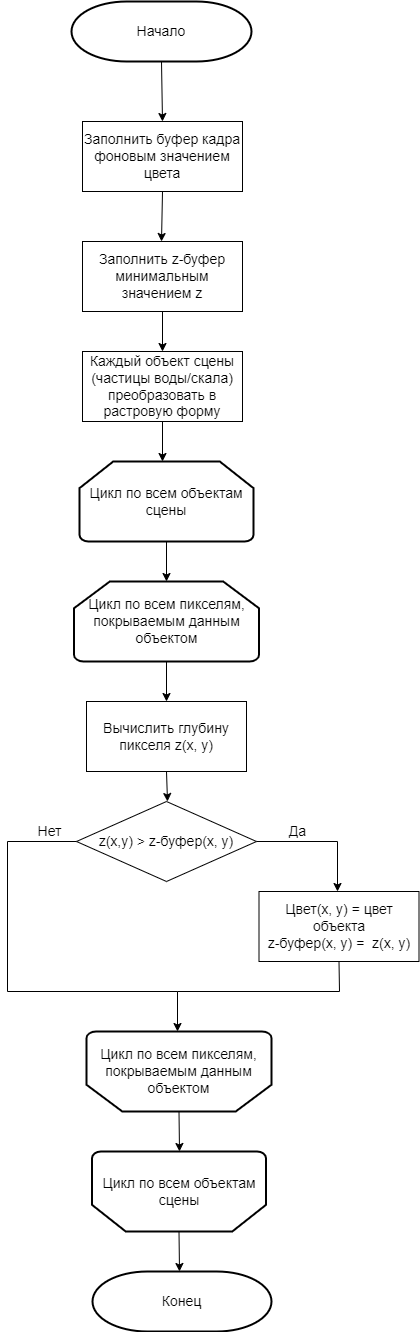 Начало
Заполнить буфер кадра
фоновым значением
цвета
Заполнить z-буфер
минимальным
значением z
Каждый объект сцены
(частицы воды/скала)
преобразовать в
растровую форму
Цикл по всем объектам
сцены
Цикл по всем пикселям,
покрываемым данным
объектом
Вычислить глубину
пикселя z(x, y)
z(x,y) > z-буфер(x, y)
Нет
Да
Цвет(x, y) = цвет
объекта
z-буфер(x, y) = z(x, y)
Цикл по всем пикселям,
покрываемым данным
объектом
Цикл по всем объектам
сцены
Конец